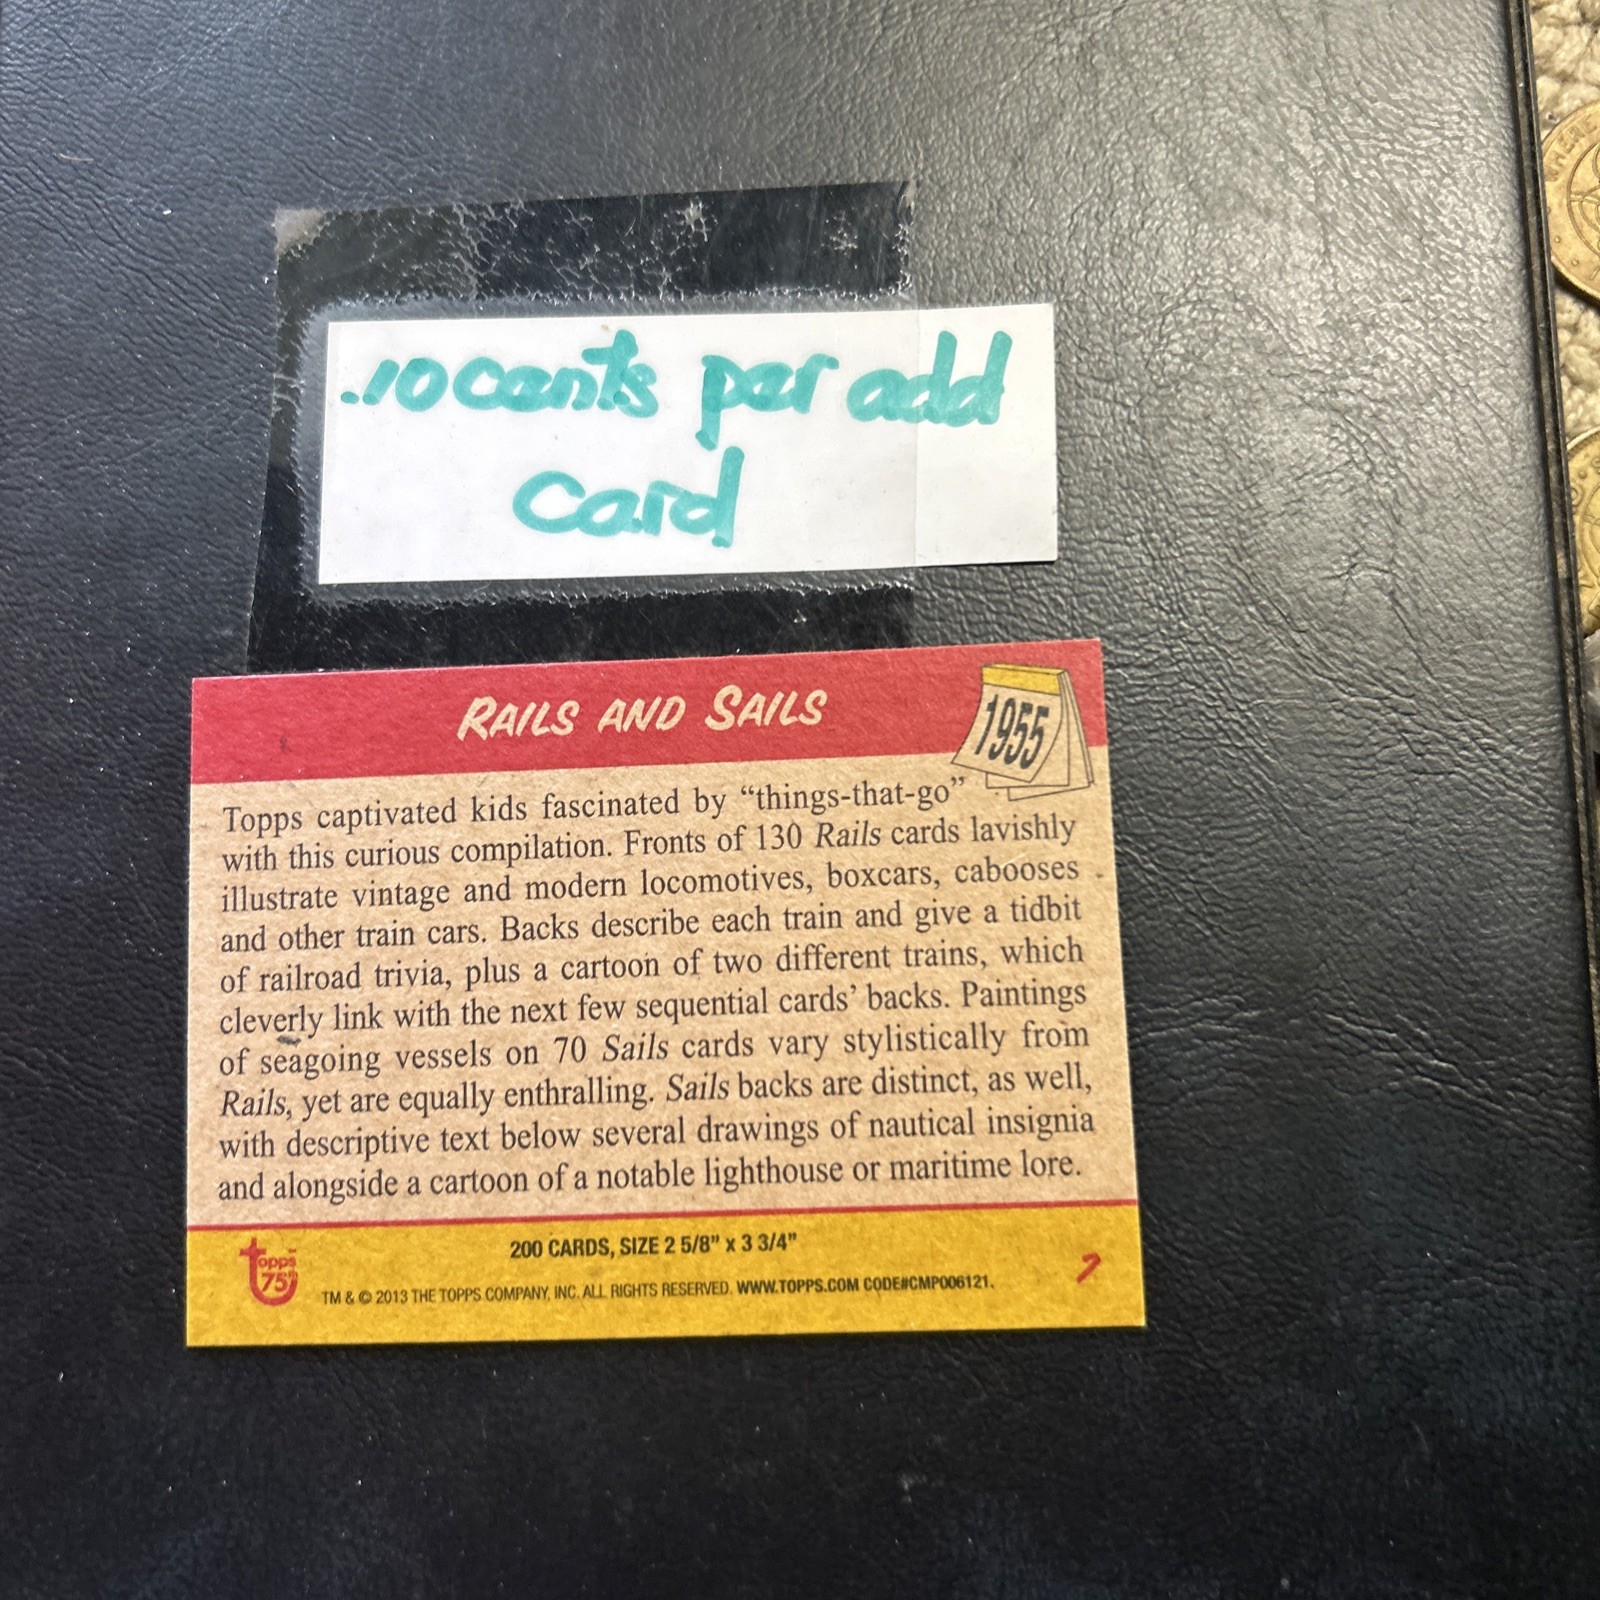 .10 cents per add
card
RAILS AND SAILS
1955
Topps captivated kids fascinated by “things-that-go”
with this curious compilation. Fronts of 130 Rails cards lavishly
illustrate vintage and modern locomotives, boxcars, cabooses
and other train cars. Backs describe each train and give a tidbit
of railroad trivia, plus a cartoon of two different trains, which
cleverly link with the next few sequential cards’ backs. Paintings
of seagoing vessels on 70 Sails cards vary stylistically from
Rails, yet are equally enthralling. Sails backs are distinct, as well,
with descriptive text below several drawings of nautical insignia
and alongside a cartoon of a notable lighthouse or maritime lore.
200 CARDS, SIZE 2 5/8” x 3 3/4”
Topps
75
TM & © 2013 THE TOPPS COMPANY, INC. ALL RIGHTS RESERVED. WWW.TOPPS.COM CODE#CMP006121.
7
WHERE